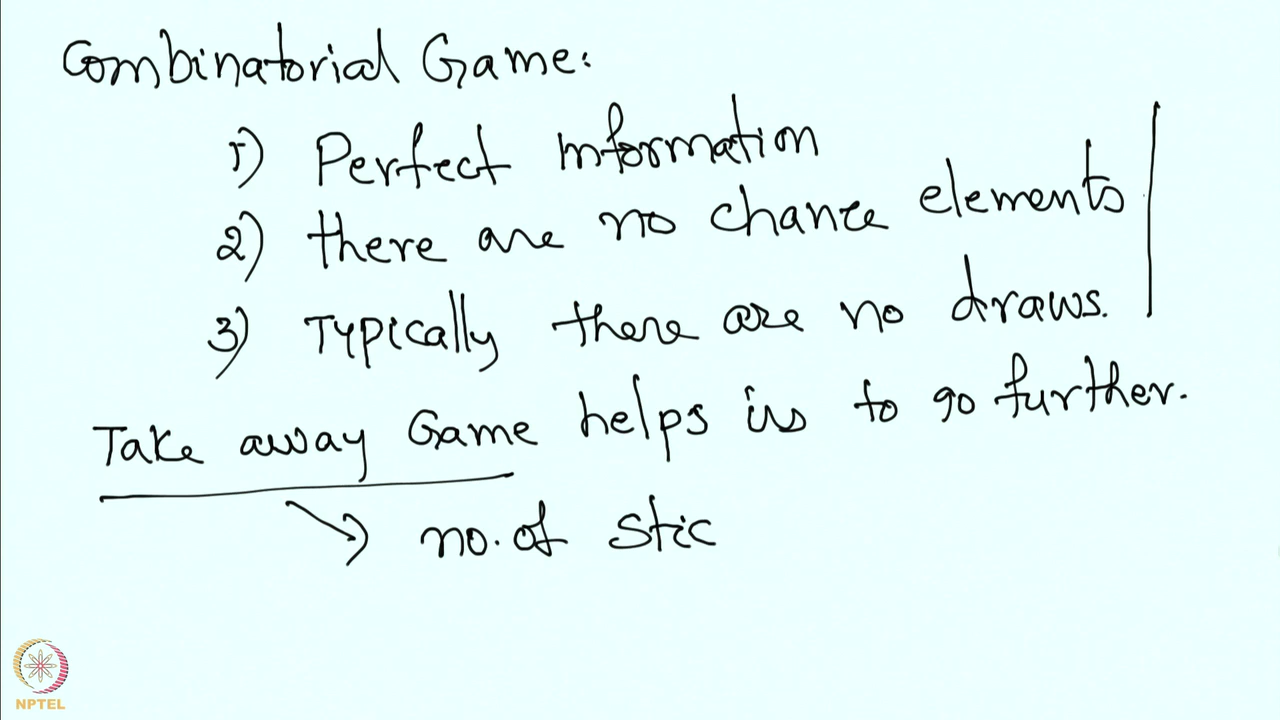 Combinatorial Game:
1) Perfect Information
2) there are no chance elements
3) Typically there are no draws.
Take away Game helps us to go further.
→ no. of stic
NPTEL